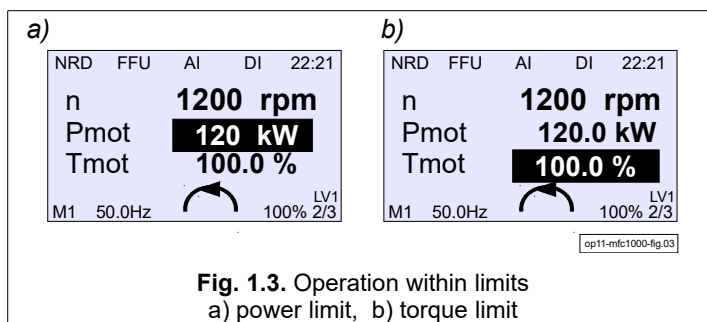 a)
NRD FFU AI DI 22:21
n 1200 rpm
Pmot 120 kW
Tmot 100.0 %
LV1
M1 50.0Hz 100% 2/3
b)
NRD FFU AI DI 22:21
n 1200 rpm
Pmot 120.0 kW
Tmot 100.0 %
LV1
M1 50.0Hz 100% 2/3
op11-mfc1000-fig.03
Fig. 1.3. Operation within limits
a) power limit, b) torque limit